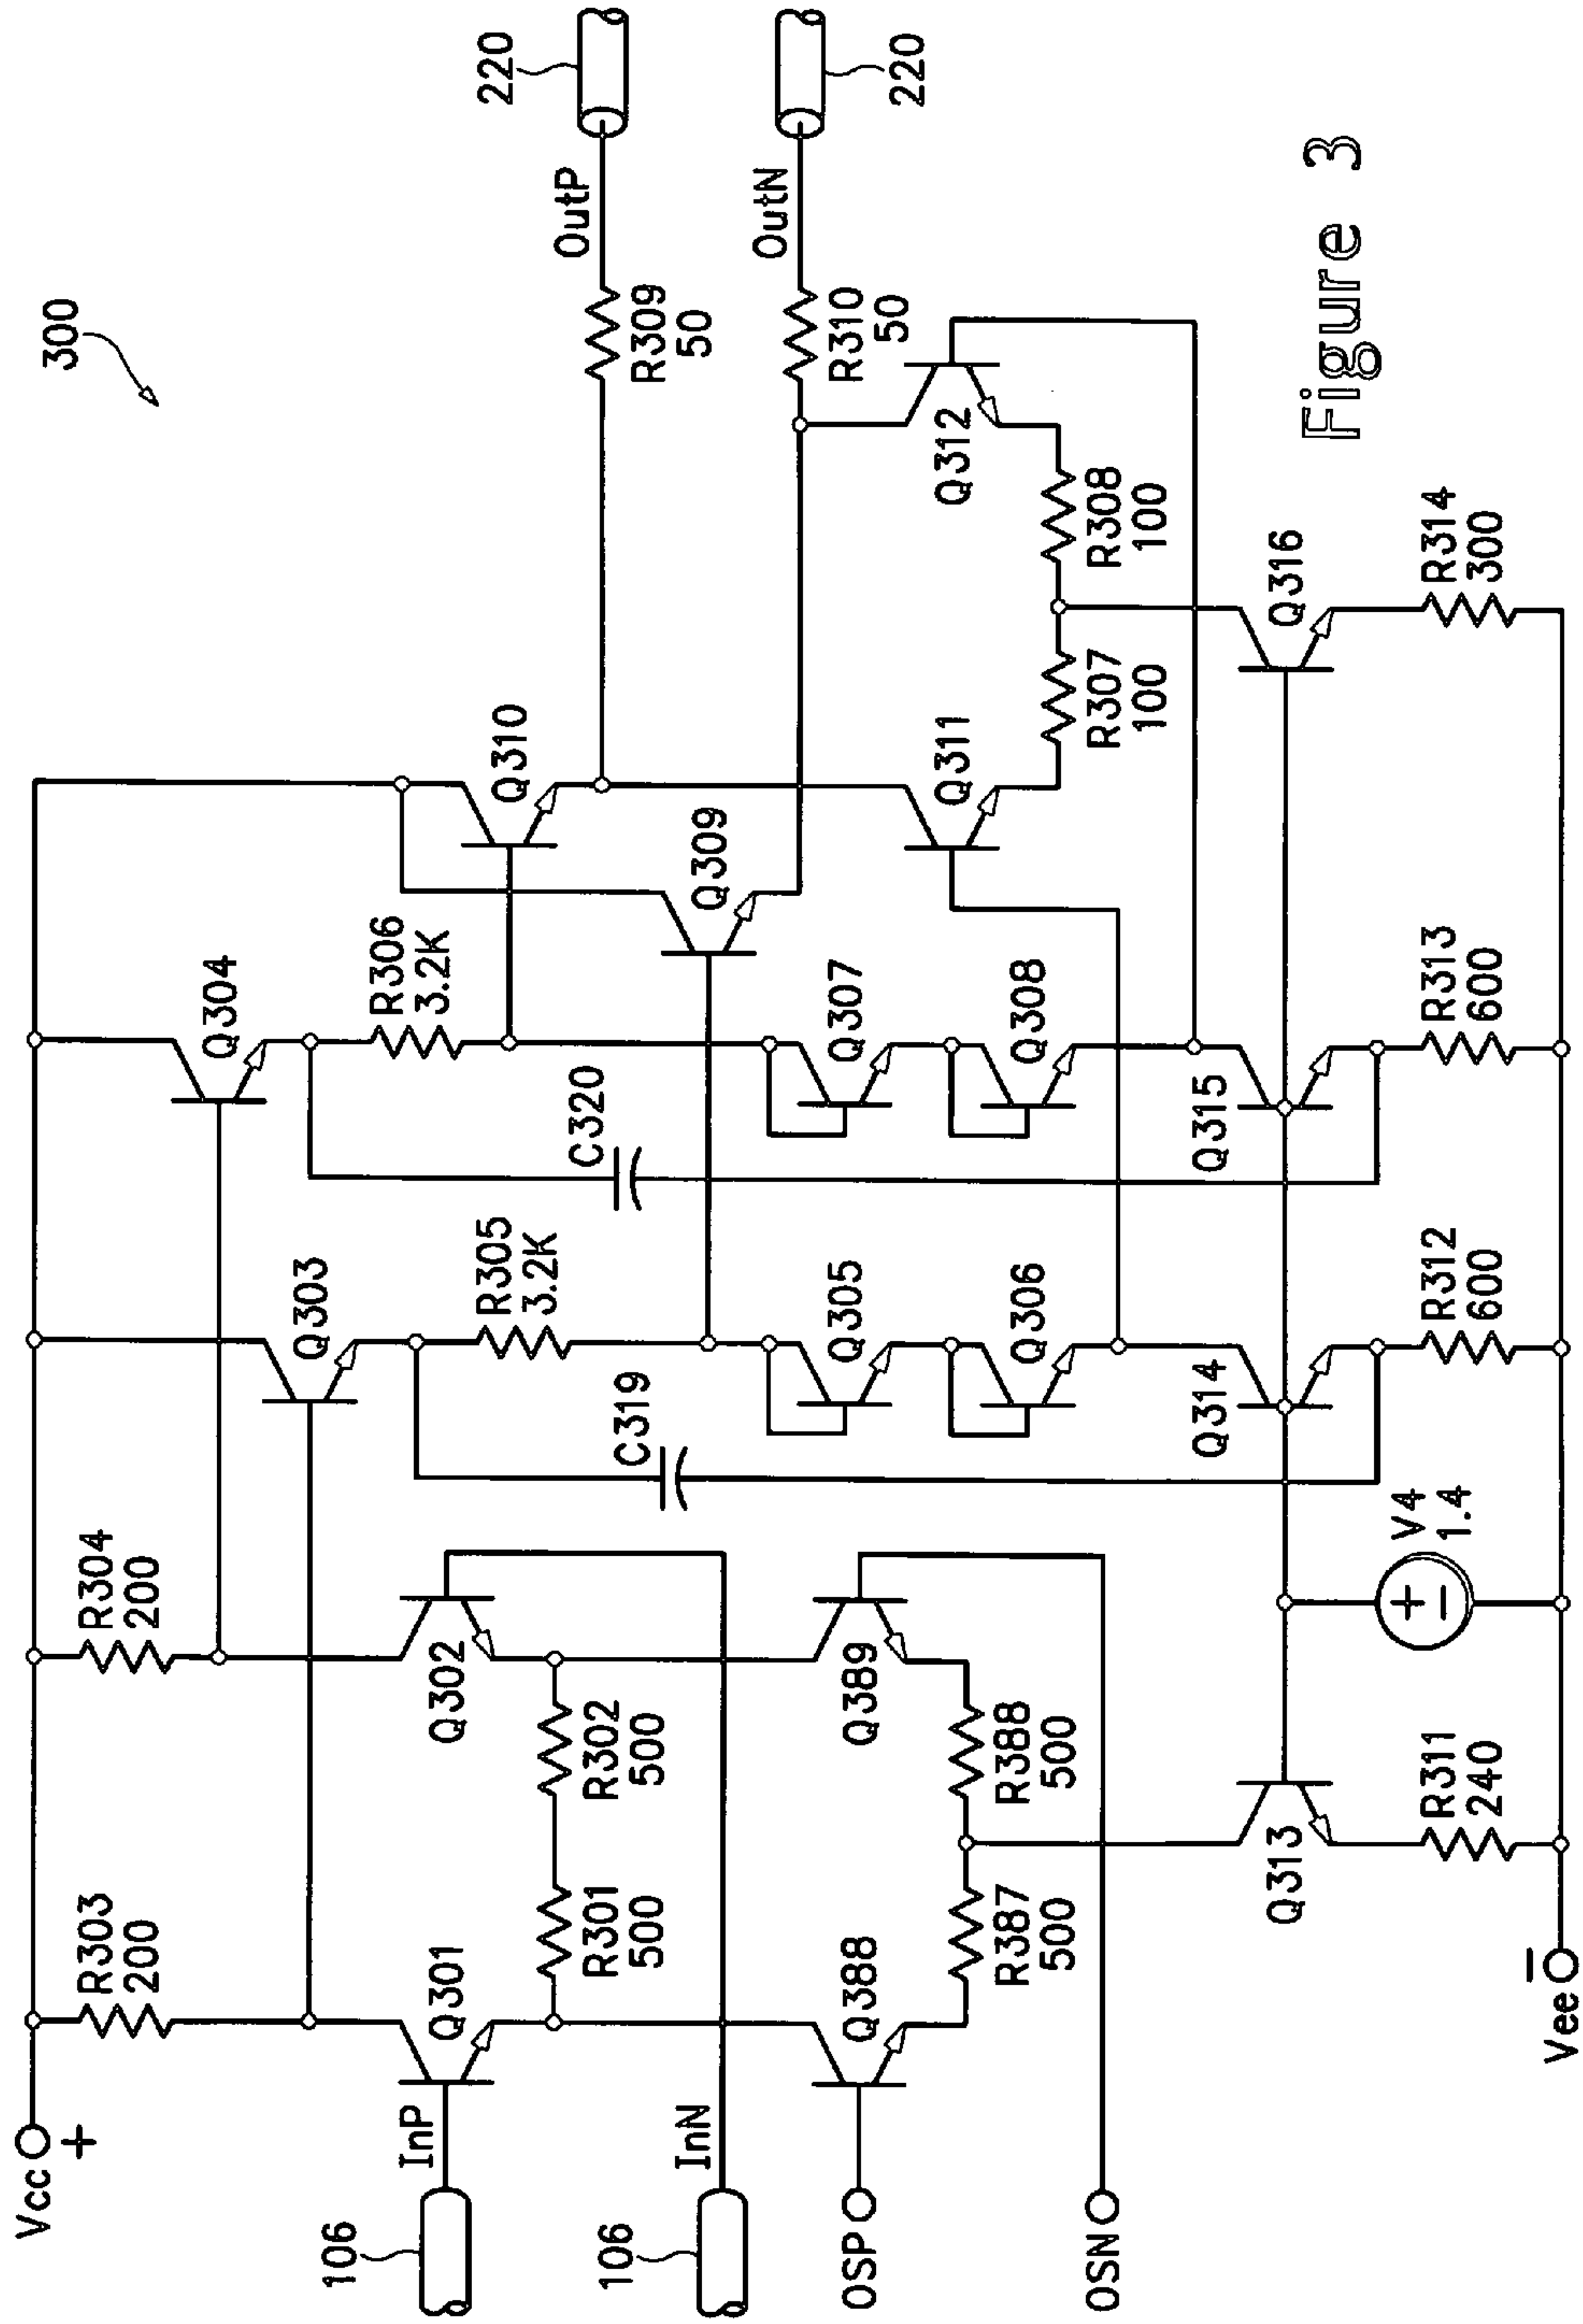 300
Vcc
+
R303
200
R304
200
Q303
Q304
R305
3.2K
R306
3.2K
Q310
220
OutP
R309
50
106
InP
Q301
Q302
C319
C320
Q309
220
OutN
R310
50
R301
500
R302
500
106
InN
OSP
Q388
Q389
Q305
Q307
Q311
Q312
R387
500
R388
500
Q306
Q308
R307
100
R308
100
OSN
Q313
Q314
Q315
Q316
R311
240
V4
1.4
+
−
R312
600
R313
600
R314
300
Vee
−
Figure 3